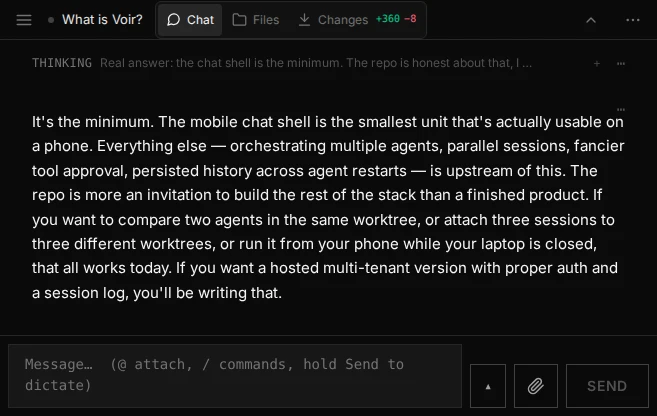 What is Voir? Chat Files Changes +360 −8 ...
THINKING Real answer: the chat shell is the minimum. The repo is honest about that, I ... + ...
...
It's the minimum. The mobile chat shell is the smallest unit that's actually usable on
a phone. Everything else — orchestrating multiple agents, parallel sessions, fancier
tool approval, persisted history across agent restarts — is upstream of this. The
repo is more an invitation to build the rest of the stack than a finished product. If
you want to compare two agents in the same worktree, or attach three sessions to
three different worktrees, or run it from your phone while your laptop is closed,
that all works today. If you want a hosted multi-tenant version with proper auth and
a session log, you'll be writing that.
Message… (@ attach, / commands, hold Send to
dictate)
SEND